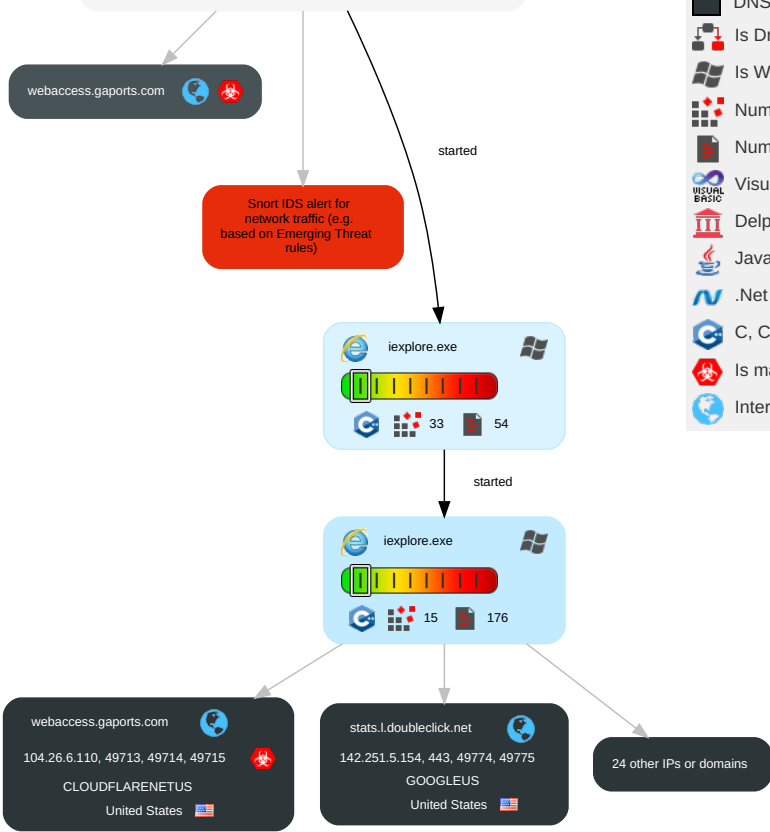 DNS
Is Dr
webaccess.gaports.com
Is W
Num
started
Num
Visu
VISUAL
BASIC
Snort IDS alert for
network traffic (e.g.
based on Emerging Threat
rules)
Delp
Java
.Net
C, C
iexplore.exe
Is ma
Inter
33
54
started
iexplore.exe
15
176
webaccess.gaports.com
104.26.6.110, 49713, 49714, 49715
CLOUDFLARENETUS
United States
stats.l.doubleclick.net
142.251.5.154, 443, 49774, 49775
GOOGLEUS
United States
24 other IPs or domains